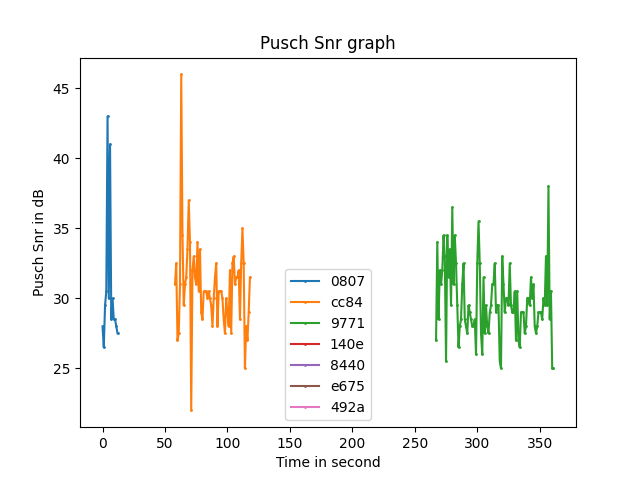 Pusch Snr graph
Pusch Snr in dB
45
40
35
30
25
0807
cc84
9771
140e
8440
e675
492a
0 50 100 150 200 250 300 350
Time in second